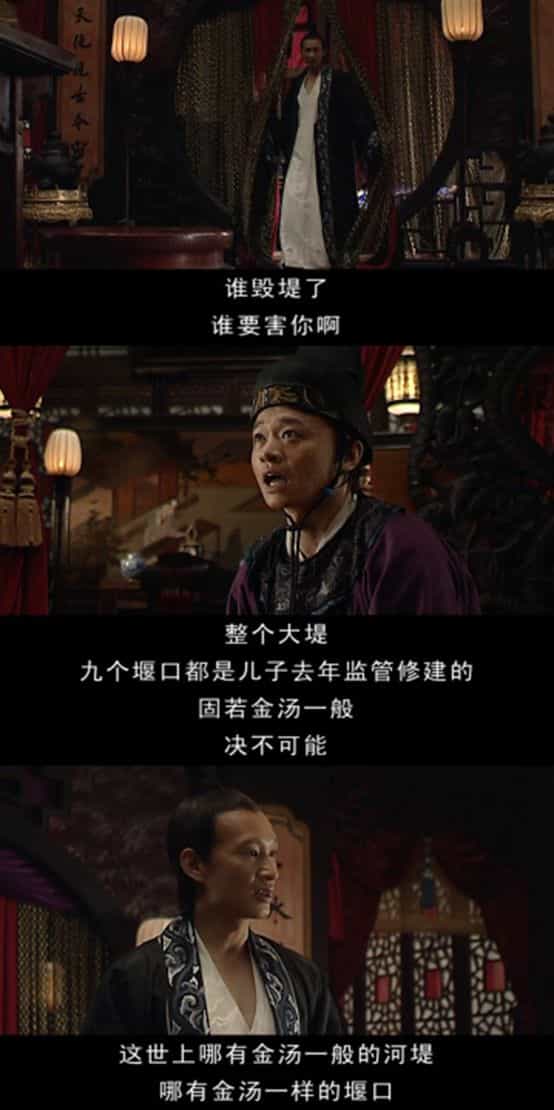 谁毁堤了
谁要害你啊
整个大堤
九个堰口都是儿子去年监管修建的
固若金汤一般
决不可能
这世上哪有金汤一般的河堤
哪有金汤一样的堰口